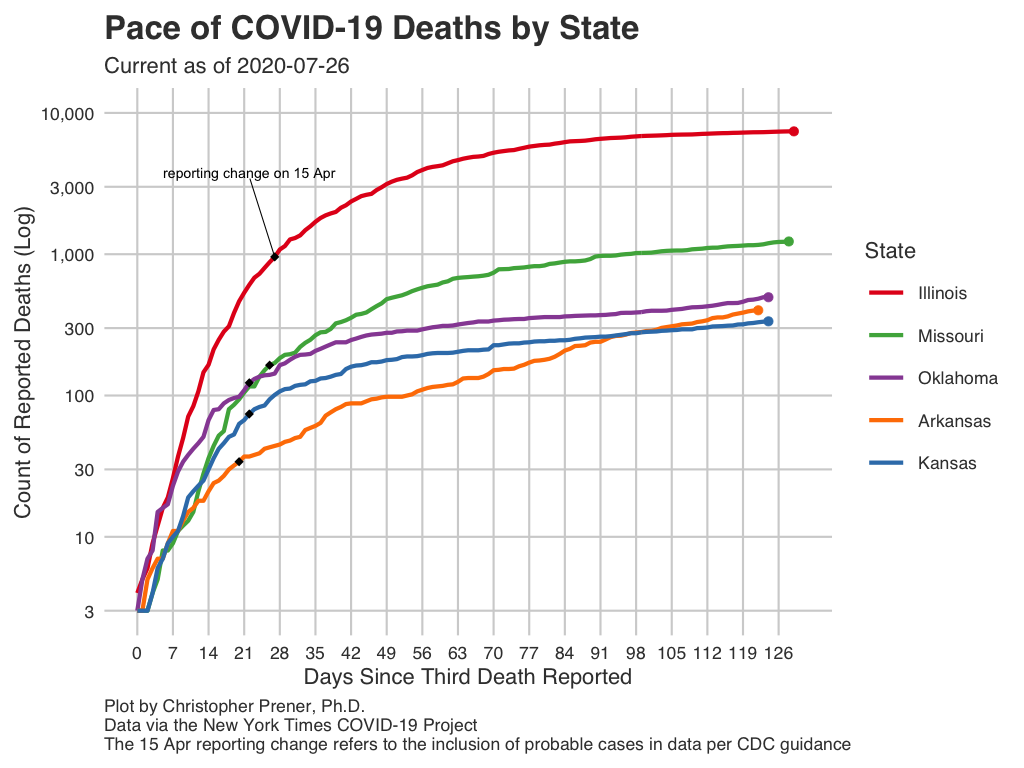 Pace of COVID-19 Deaths by State
Current as of 2020-07-26
Count of Reported Deaths (Log)
10,000
3,000
1,000
300
100
30
10
3
reporting change on 15 Apr
0 7 14 21 28 35 42 49 56 63 70 77 84 91 98 105 112 119 126
Days Since Third Death Reported
State
Illinois
Missouri
Oklahoma
Arkansas
Kansas
Plot by Christopher Prener, Ph.D.
Data via the New York Times COVID-19 Project
The 15 Apr reporting change refers to the inclusion of probable cases in data per CDC guidance